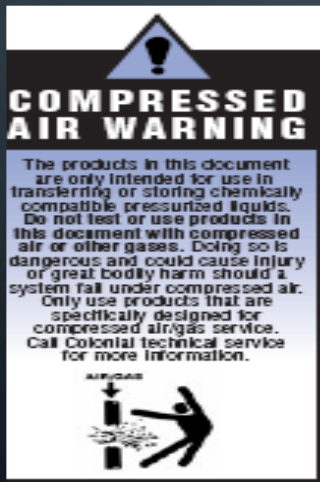 !
COMPRESSED
AIR WARNING
The products in this document
are only intended for use in
transferring or storing chemically
compatible pressurized liquids.
Do not test or use products in
this document with compressed
air or other gases. Doing so is
dangerous and could cause injury
or great bodily harm should a
system fail under compressed air.
Only use products that are
specifically designed for
compressed air/gas service.
Call Colonial technical service
for more information.
AIR/GAS